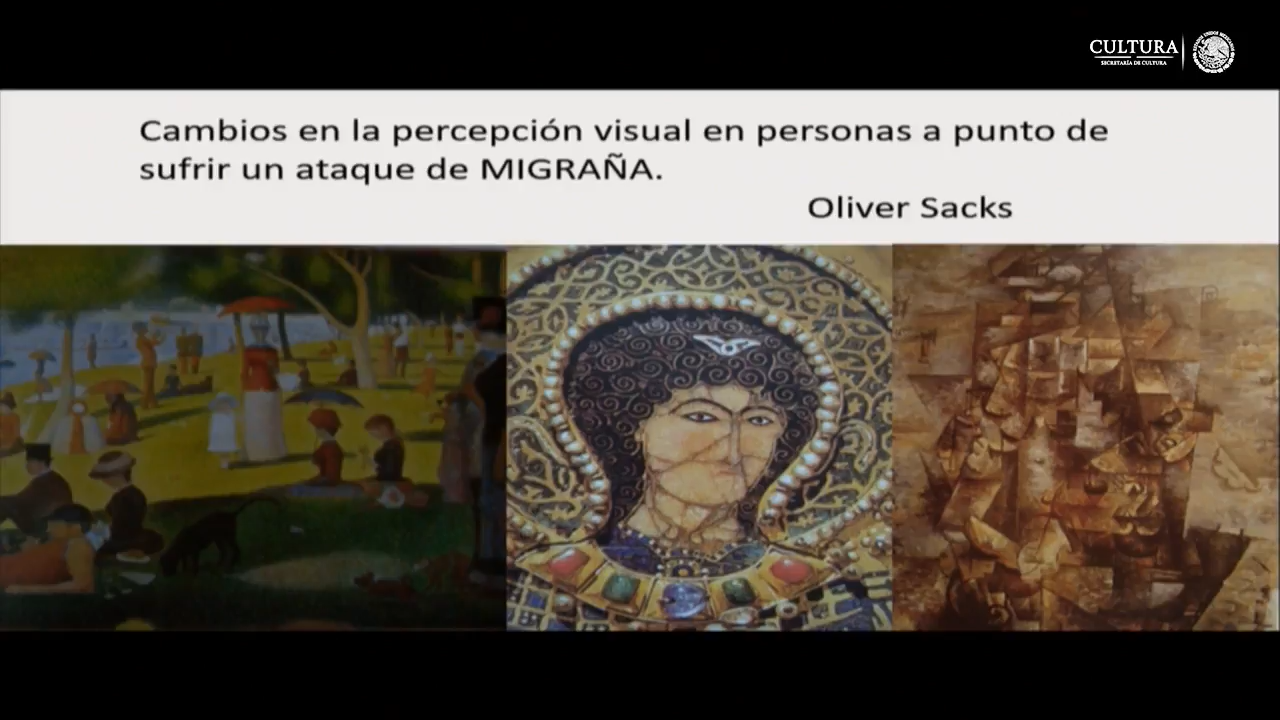 CULTURA
SECRETARÍA DE CULTURA
Cambios en la percepción visual en personas a punto de
sufrir un ataque de MIGRAÑA.
Oliver Sacks